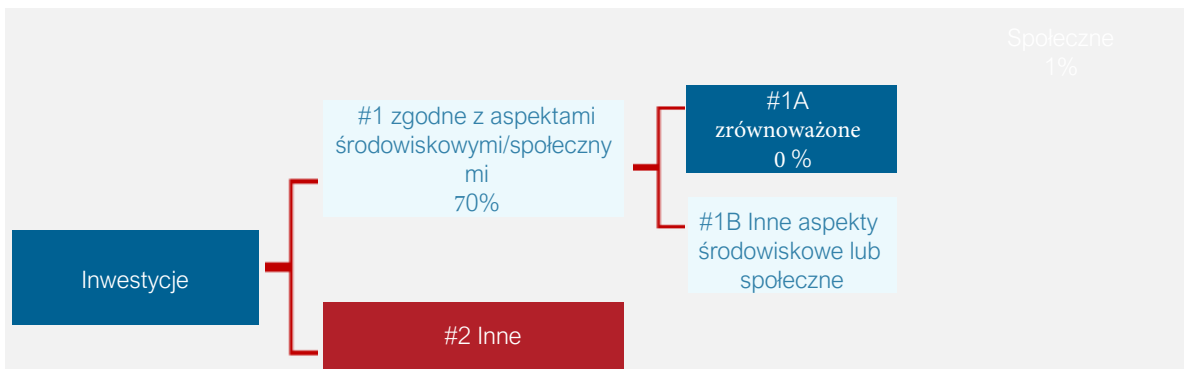 Społeczne
1%
#1 zgodne z aspektami
środowiskowymi/społeczny
mi
70%
#1A
zrównoważone
0 %
#1B Inne aspekty
środowiskowe lub
społeczne
Inwestycje
#2 Inne